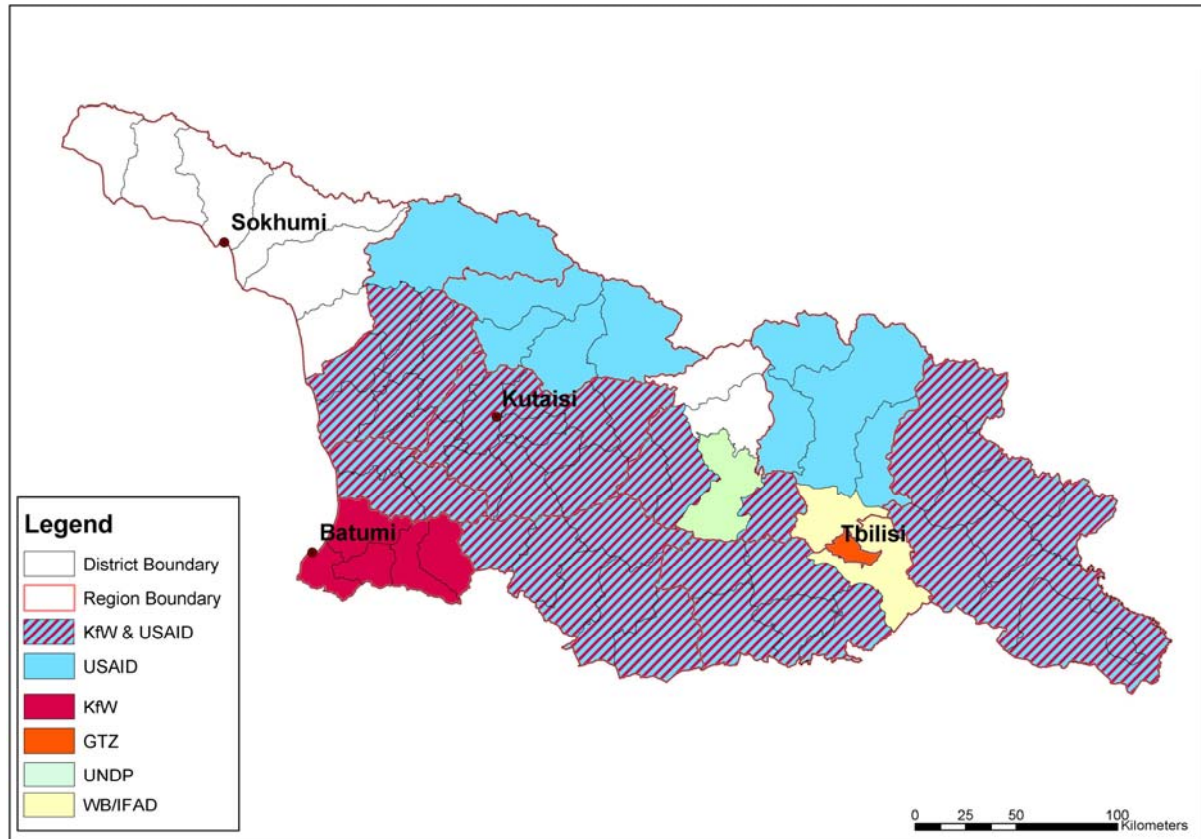 Sokhumi
Kutaisi
Tbilisi
Batumi
Legend
District Boundary
Region Boundary
KfW & USAID
USAID
KfW
GTZ
UNDP
WB/IFAD
0 25 50 100
Kilometers